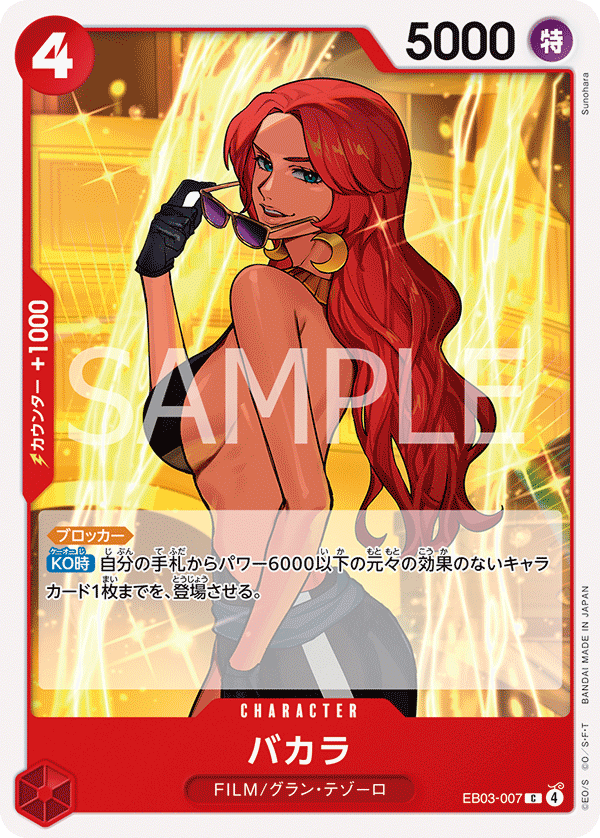 4
5000
特
Sunohara
カウンター +1000
SAMPLE
ブロッカー
KO時 自分の手札からパワー6000以下の元々の効果のないキャラ
カード1枚までを、登場させる。
CHARACTER
バカラ
FILM/グラン・テゾーロ
EB03-007 C 4
©E.O/S ©O/S・F・T BANDAI MADE IN JAPAN